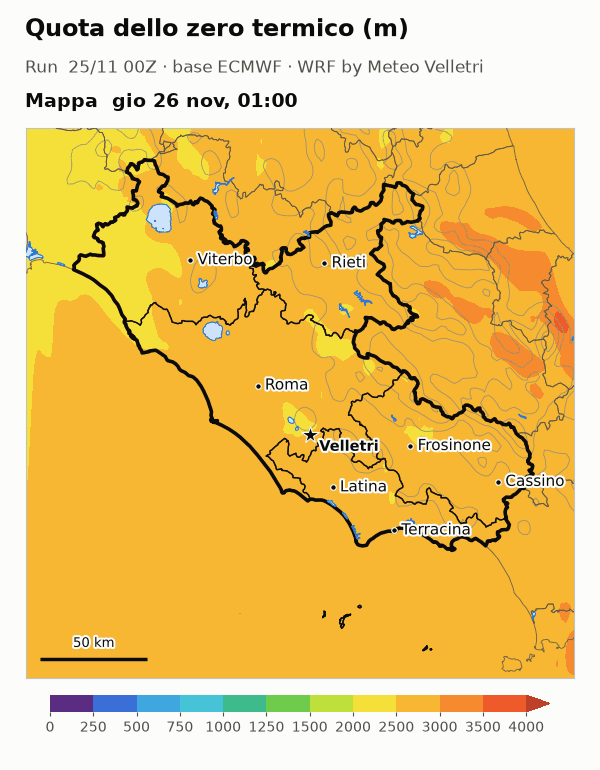 Quota dello zero termico (m)
Run 25/11 00Z · base ECMWF · WRF by Meteo Velletri
Mappa gio 26 nov, 01:00
Viterbo
Rieti
Roma
Velletri
Frosinone
Latina
Cassino
Terracina
50 km
0 250 500 750 1000 1250 1500 2000 2500 3000 3500 4000